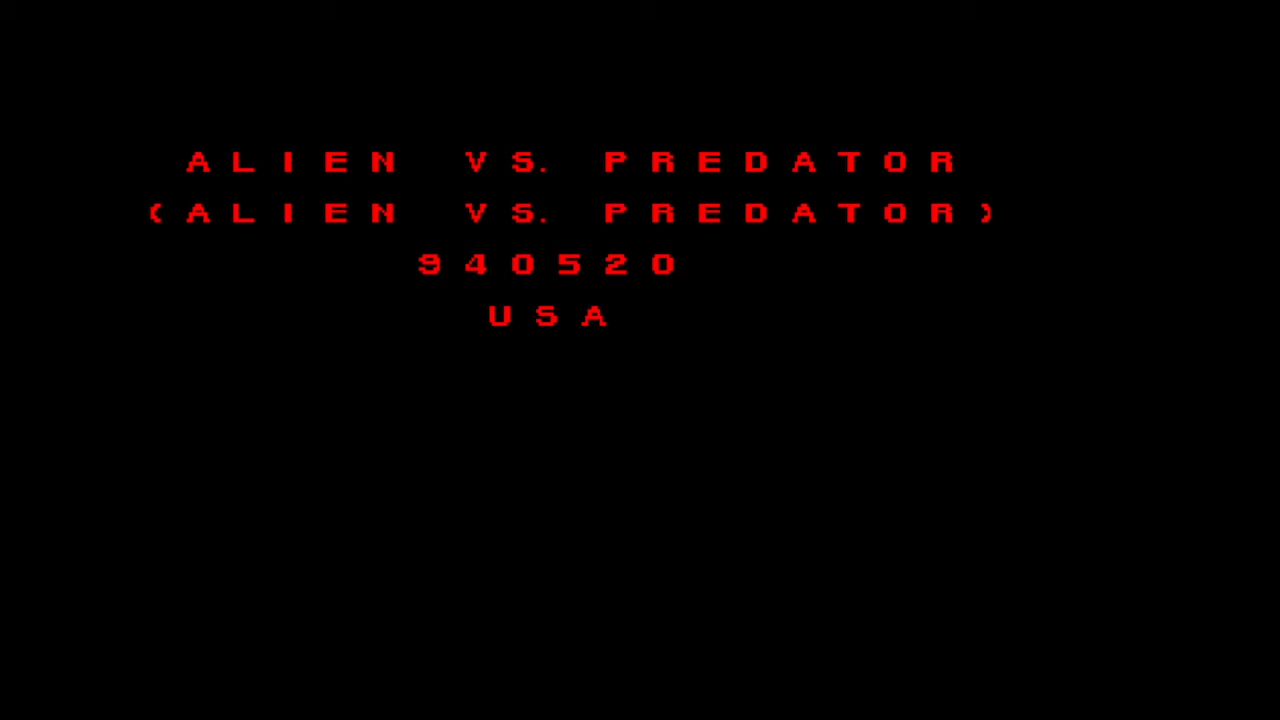 ALIEN VS. PREDATOR
(ALIEN VS. PREDATOR)
940520
USA